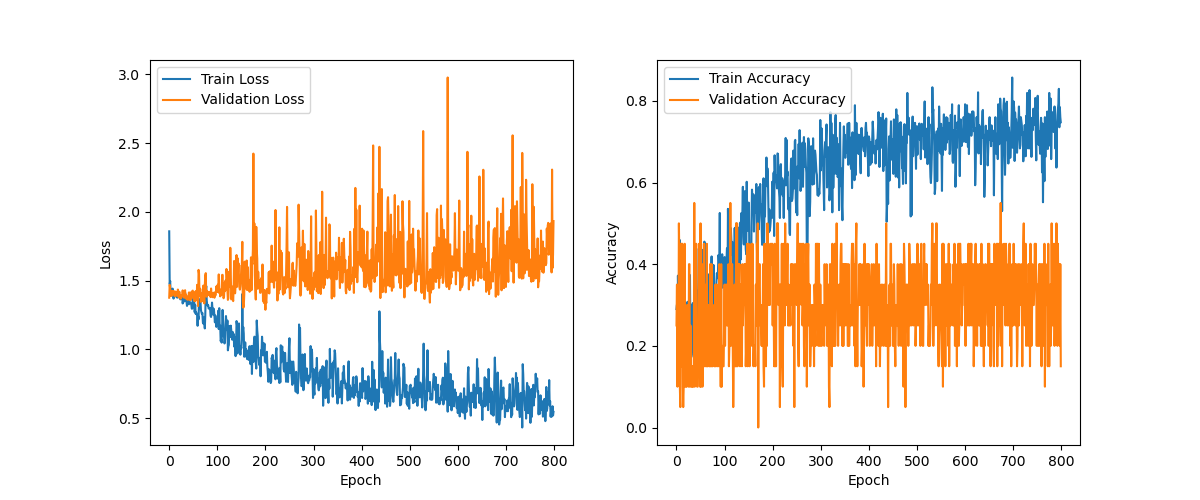 3.0
2.5
2.0
1.5
1.0
0.5
Loss
Train Loss
Validation Loss
0 100 200 300 400 500 600 700 800
Epoch
0.8
0.6
0.4
0.2
0.0
Accuracy
Train Accuracy
Validation Accuracy
0 100 200 300 400 500 600 700 800
Epoch